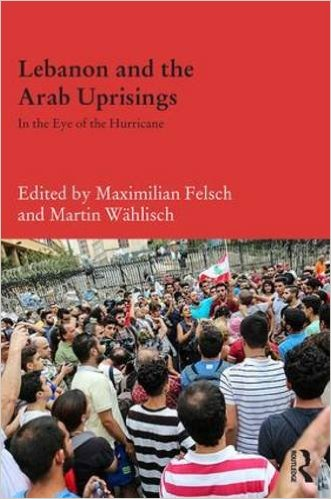 Lebanon and the
Arab Uprisings
In the Eye of the Hurricane
Edited by Maximilian Felsch
and Martin Wählisch
Routledge